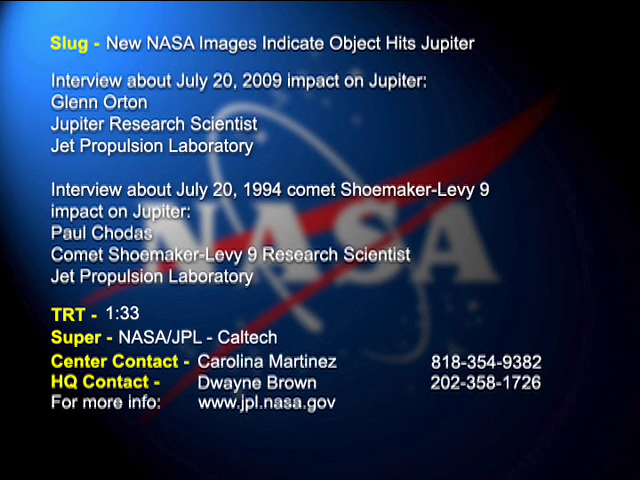 Slug - New NASA Images Indicate Object Hits Jupiter
Interview about July 20, 2009 impact on Jupiter:
Glenn Orton
Jupiter Research Scientist
Jet Propulsion Laboratory
Interview about July 20, 1994 comet Shoemaker-Levy 9
impact on Jupiter:
Paul Chodas
Comet Shoemaker-Levy 9 Research Scientist
Jet Propulsion Laboratory
NASA
TRT - 1:33
Super - NASA/JPL - Caltech
Center Contact - Carolina Martinez 818-354-9382
HQ Contact - Dwayne Brown 202-358-1726
For more info: www.jpl.nasa.gov